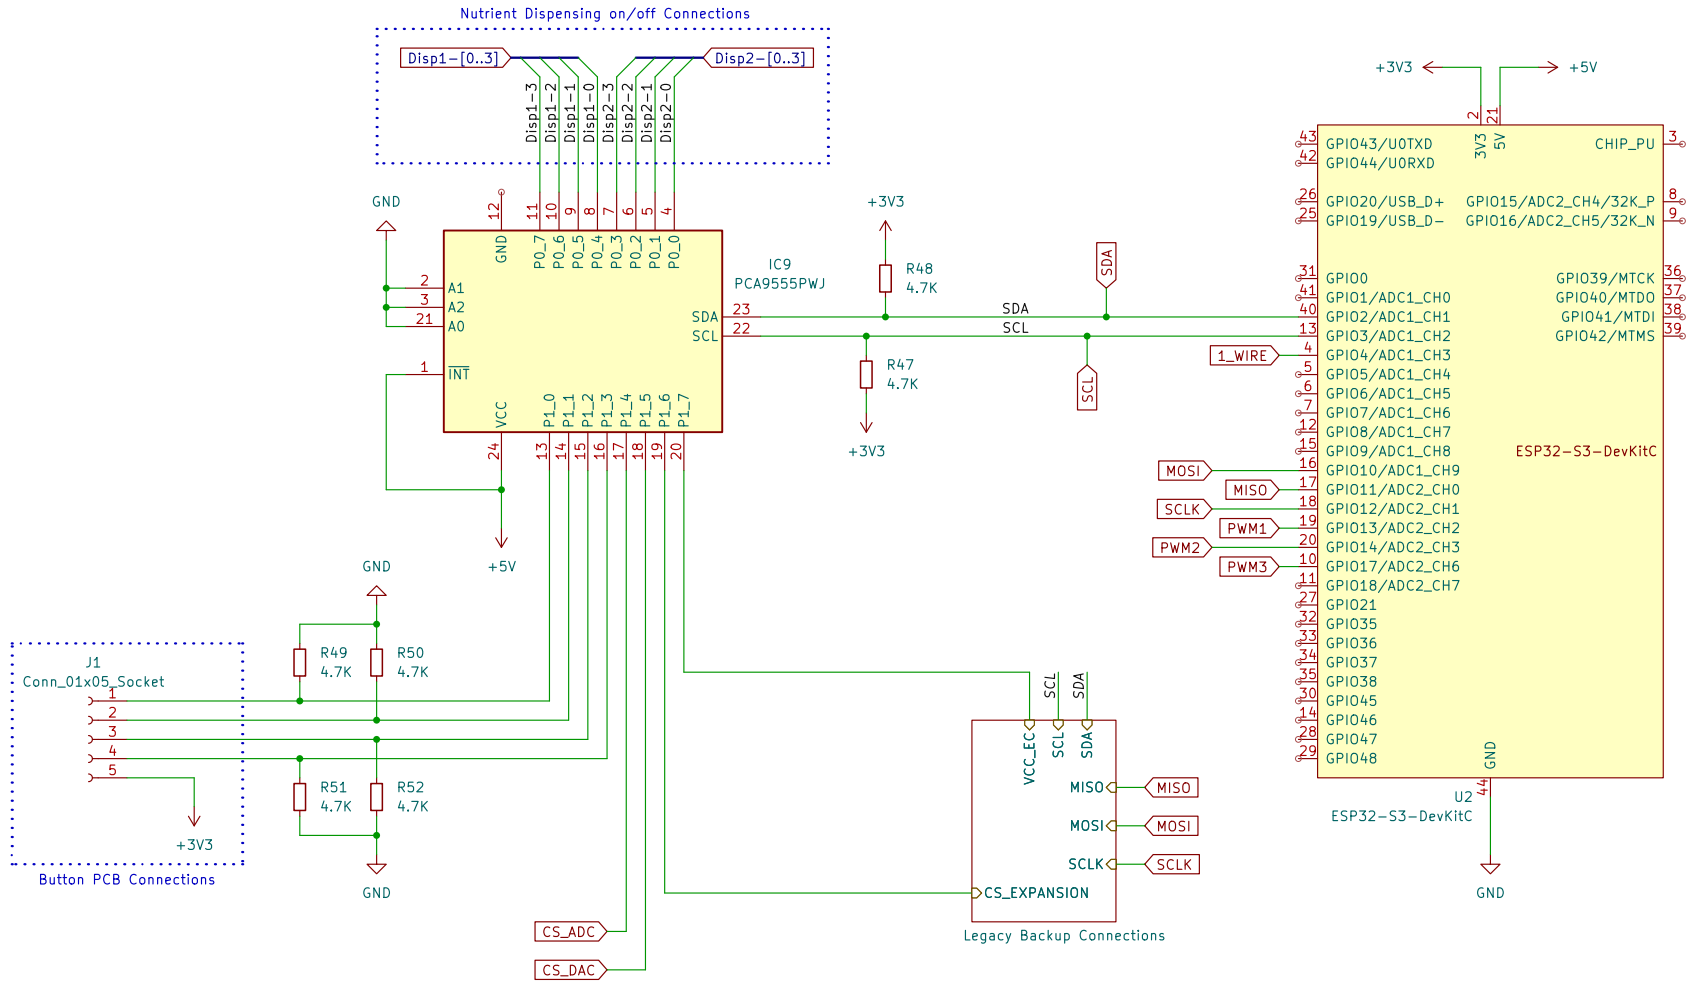 Nutrient Dispensing on/off Connections
Disp1-[0..3]
Disp2-[0..3]
Disp1-3
Disp1-2
Disp1-1
Disp1-0
Disp2-3
Disp2-2
Disp2-1
Disp2-0
GND
12
11
10
9
8
7
6
5
4
GND
P0_7
P0_6
P0_5
P0_4
P0_3
P0_2
P0_1
P0_0
IC9
PCA9555PWJ
2
A1
3
A2
21
A0
1
INT
SDA
23
SCL
22
VCC
P1_0
P1_1
P1_2
P1_3
P1_4
P1_5
P1_6
P1_7
24
13
14
15
16
17
18
19
20
+5V
+3V3
R48
4.7K
SDA
SDA
SCL
R47
4.7K
SCL
+3V3
+3V3
+5V
2
21
3V3
5V
43
GPIO43/U0TXD
42
GPIO44/U0RXD
26
GPIO20/USB_D+
25
GPIO19/USB_D-
31
GPIO0
41
GPIO1/ADC1_CH0
40
GPIO2/ADC1_CH1
13
GPIO3/ADC1_CH2
1_WIRE
4
GPIO4/ADC1_CH3
5
GPIO5/ADC1_CH4
6
GPIO6/ADC1_CH5
7
GPIO7/ADC1_CH6
12
GPIO8/ADC1_CH7
15
GPIO9/ADC1_CH8
MOSI
16
GPIO10/ADC1_CH9
MISO
17
GPIO11/ADC2_CH0
SCLK
18
GPIO12/ADC2_CH1
PWM1
19
GPIO13/ADC2_CH2
PWM2
20
GPIO14/ADC2_CH3
PWM3
10
GPIO17/ADC2_CH6
11
GPIO18/ADC2_CH7
27
GPIO21
32
GPIO35
33
GPIO36
34
GPIO37
35
GPIO38
30
GPIO45
14
GPIO46
28
GPIO47
29
GPIO48
CHIP_PU
3
GPIO15/ADC2_CH4/32K_P
8
GPIO16/ADC2_CH5/32K_N
9
GPIO39/MTCK
36
GPIO40/MTDO
37
GPIO41/MTDI
38
GPIO42/MTMS
39
ESP32-S3-DevKitC
GND
44
U2
ESP32-S3-DevKitC
GND
GND
R49
4.7K
R50
4.7K
J1
Conn_01x05_Socket
1
2
3
4
5
+3V3
Button PCB Connections
R51
4.7K
R52
4.7K
GND
CS_ADC
CS_DAC
SCL
SDA
VCC_EC
SCL
SDA
MISO
MISO
MOSI
MOSI
SCLK
SCLK
CS_EXPANSION
Legacy Backup Connections